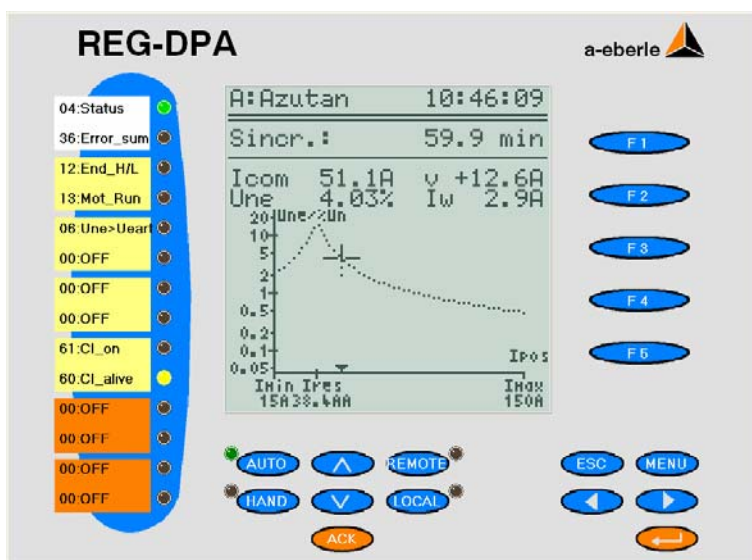 REG-DPA
a-eberle
04:Status
36:Error_sum
12:End_H/L
13:Mot_Run
06:Une>Ueart
00:OFF
00:OFF
00:OFF
61:CI_on
60:CI_alive
00:OFF
00:OFF
00:OFF
00:OFF
A:Azutan 10:46:09
Sincr.: 59.9 min
Icom 51.1A v +12.6A
Une 4.03% Iw 2.9A
Une/%Un
20
10
5
2
1
0.5
0.2
0.1
0.05
Ipos
Imin Ires Imax
15A 38.4AA 150A
F1
F2
F3
F4
F5
AUTO
REMOTE
HAND
LOCAL
ACK
ESC
MENU